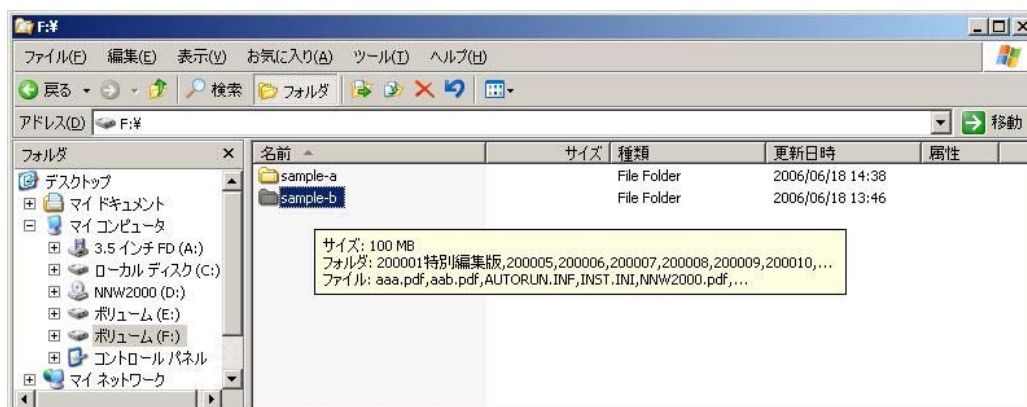 F:¥
ファイル(F) 編集(E) 表示(V) お気に入り(A) ツール(T) ヘルプ(H)
戻る 検索 フォルダ
アドレス(D) F:¥ 移動
フォルダ × 名前 サイズ 種類 更新日時 属性
デスクトップ
マイ ドキュメント
マイ コンピュータ
3.5 インチ FD (A:)
ローカル ディスク (C:)
NNW2000 (D:)
ボリューム (E:)
ボリューム (F:)
コントロール パネル
マイ ネットワーク
sample-a File Folder 2006/06/18 14:38
sample-b File Folder 2006/06/18 13:46
サイズ: 100 MB
フォルダ: 200001特別編集版,200005,200006,200007,200008,200009,200010,...
ファイル: aaa.pdf,aab.pdf,AUTORUN.INF,INST.INI,NNW2000.pdf,...